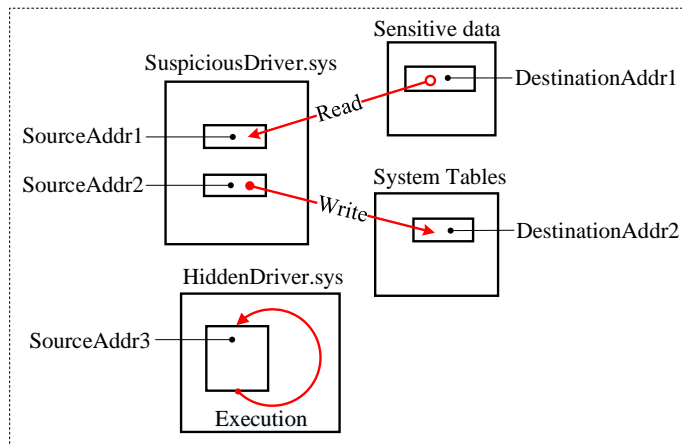 Sensitive data
SuspiciousDriver.sys
DestinationAddr1
Read
SourceAddr1
SourceAddr2
System Tables
Write
DestinationAddr2
HiddenDriver.sys
SourceAddr3
Execution